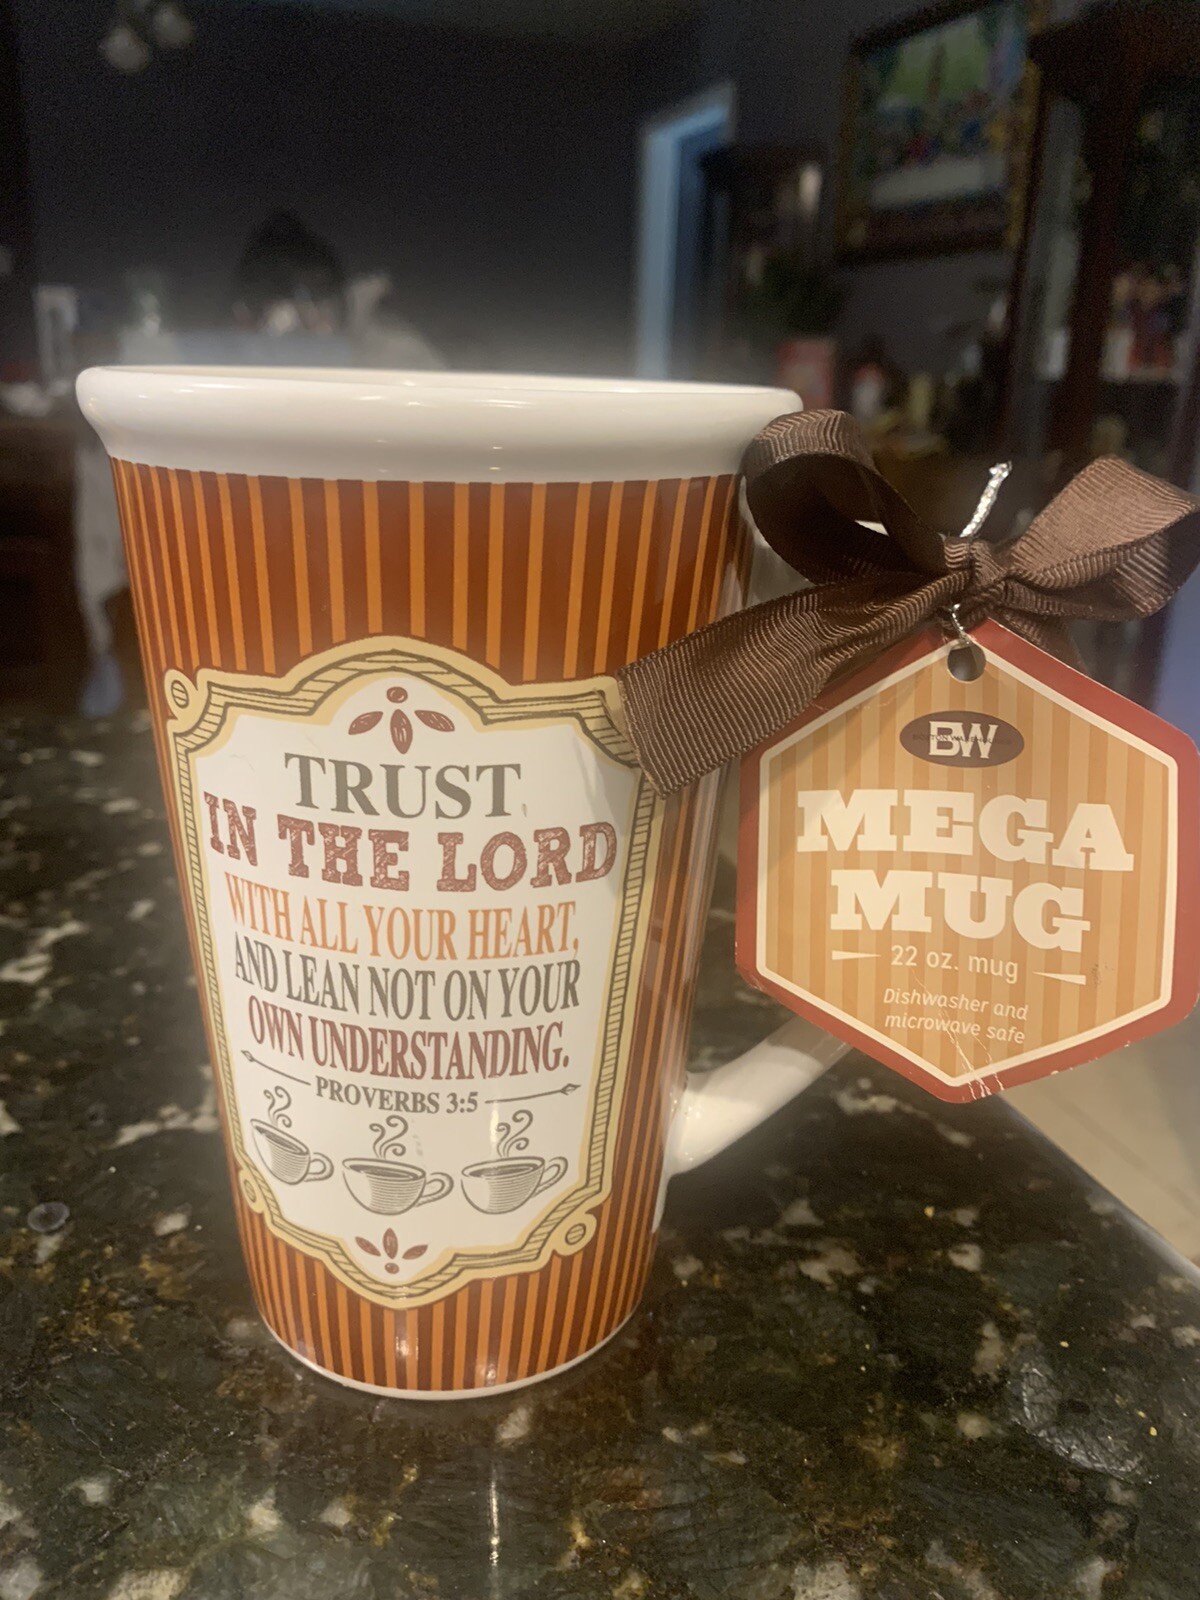 TRUST
IN THE LORD
WITH ALL YOUR HEART,
AND LEAN NOT ON YOUR
OWN UNDERSTANDING.
PROVERBS 3:5
BW
MEGA
MUG
22 oz. mug
Dishwasher and
microwave safe